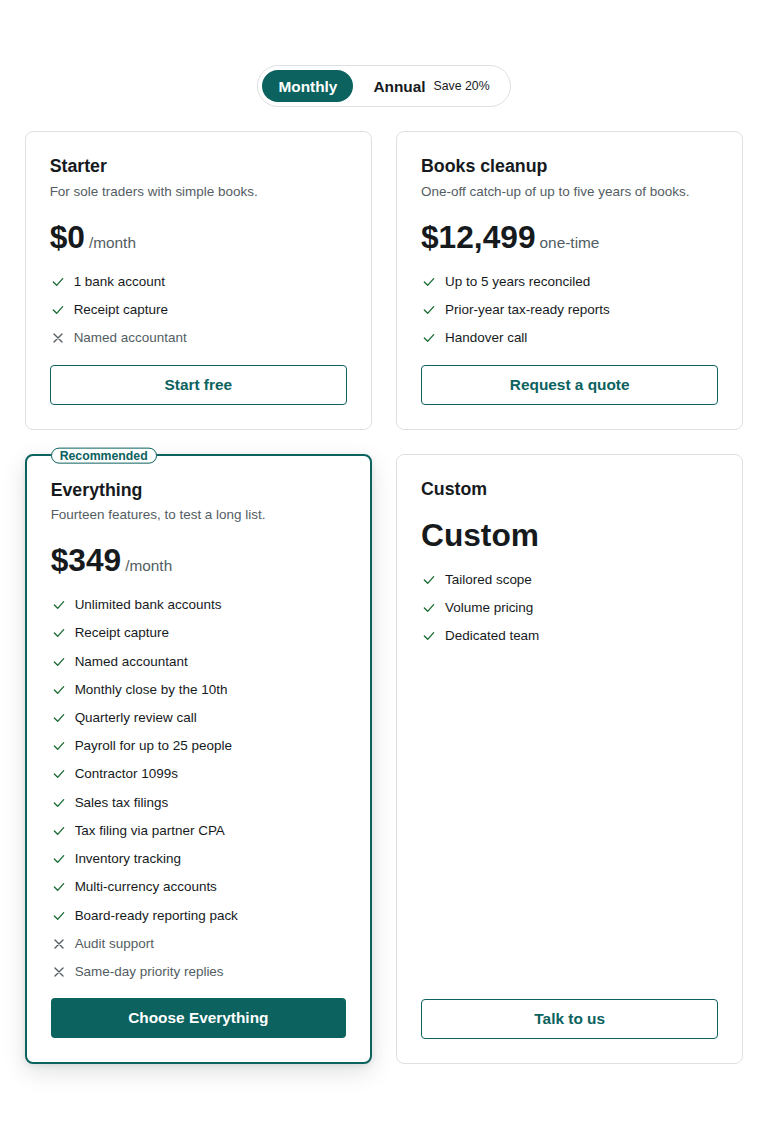 Monthly Annual Save 20%
Starter
For sole traders with simple books.
$0 /month
1 bank account
Receipt capture
Named accountant
Start free
Books cleanup
One-off catch-up of up to five years of books.
$12,499 one-time
Up to 5 years reconciled
Prior-year tax-ready reports
Handover call
Request a quote
Recommended
Everything
Fourteen features, to test a long list.
$349 /month
Unlimited bank accounts
Receipt capture
Named accountant
Monthly close by the 10th
Quarterly review call
Payroll for up to 25 people
Contractor 1099s
Sales tax filings
Tax filing via partner CPA
Inventory tracking
Multi-currency accounts
Board-ready reporting pack
Audit support
Same-day priority replies
Choose Everything
Custom
Custom
Tailored scope
Volume pricing
Dedicated team
Talk to us